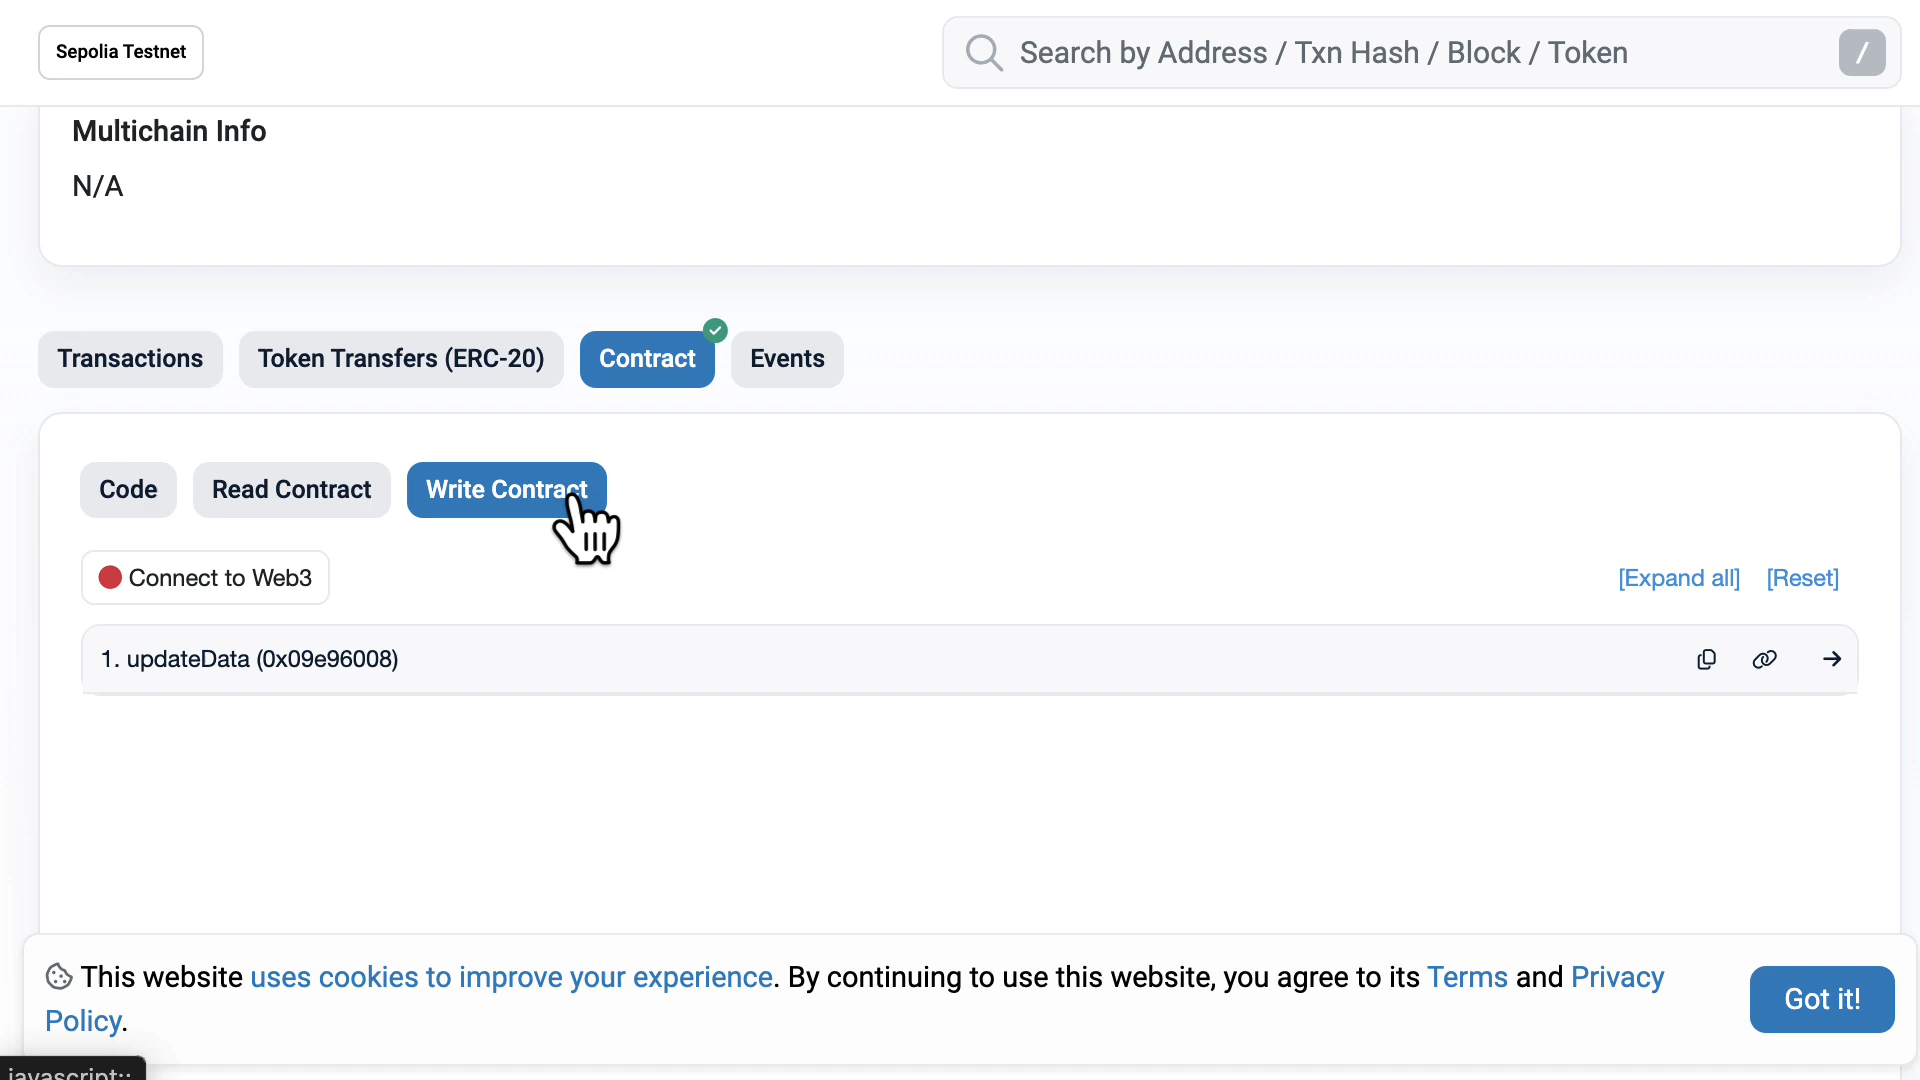 Sepolia Testnet
Search by Address / Txn Hash / Block / Token
/
Multichain Info
N/A
Transactions
Token Transfers (ERC-20)
Contract
Events
Code
Read Contract
Write Contract
Connect to Web3
[Expand all]
[Reset]
1. updateData (0x09e96008)
This website uses cookies to improve your experience. By continuing to use this website, you agree to its Terms and Privacy
Policy.
Got it!
javascript:;